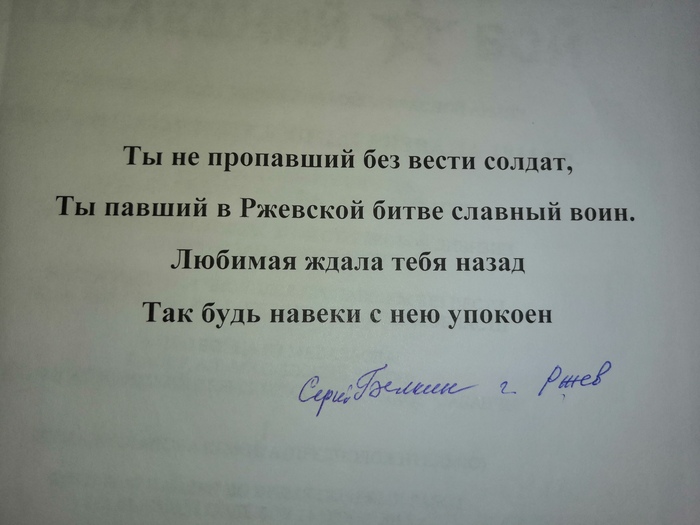 Ты не пропавший без вести солдат,
Ты павший в Ржевской битве славный воин.
Любимая ждала тебя назад
Так будь навеки с нею упокоен
Белкин г. Ржев